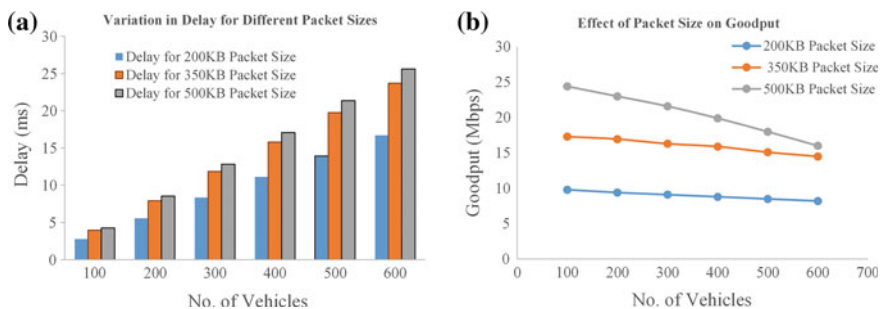 (a)
Variation in Delay for Different Packet Sizes
30
25
20
15
10
5
0
Delay (ms)
Delay for 200KB Packet Size
Delay for 350KB Packet Size
Delay for 500KB Packet Size
100 200 300 400 500 600
No. of Vehicles
(b)
Effect of Packet Size on Goodput
30
25
20
15
10
5
0
Goodput (Mbps)
200KB Packet Size
350KB Packet Size
500KB Packet Size
0 100 200 300 400 500 600 700
No. of Vehicles